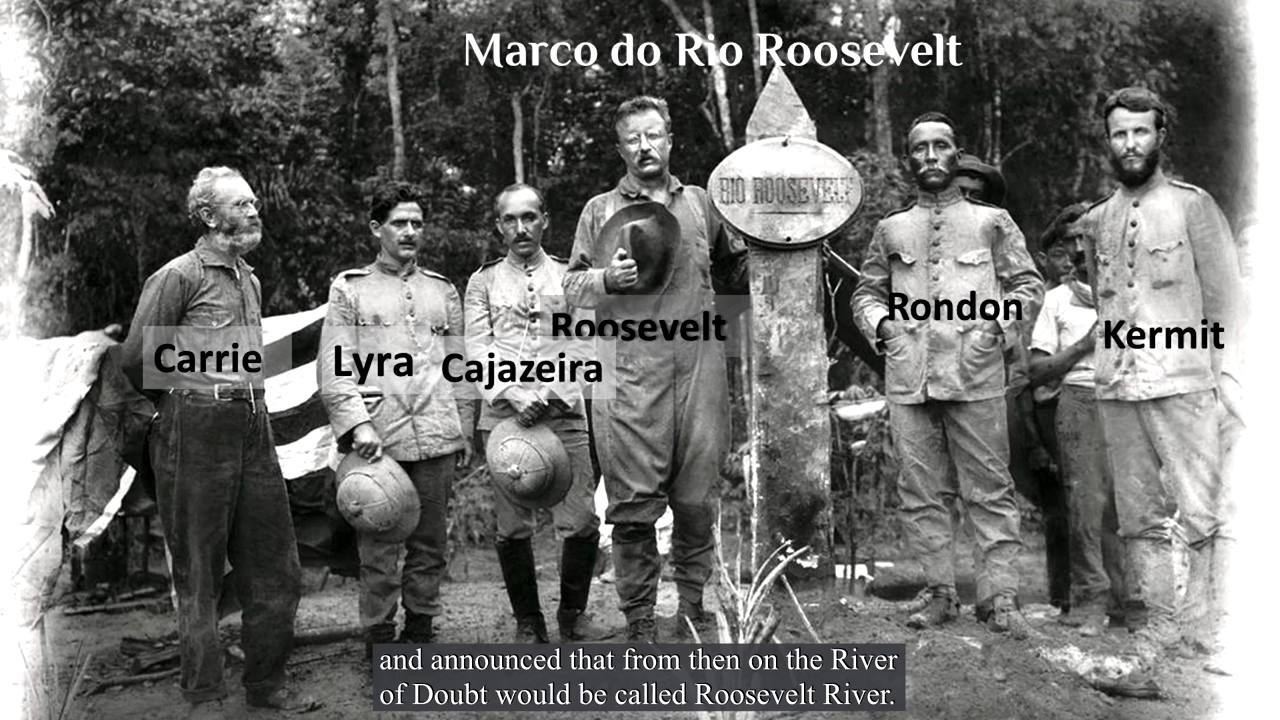 Marco do Rio Roosevelt
RIO ROOSEVELT
Rondon
Roosevelt
Kermit
Carrie
Lyra
Cajazeira
and announced that from then on the River
of Doubt would be called Roosevelt River.